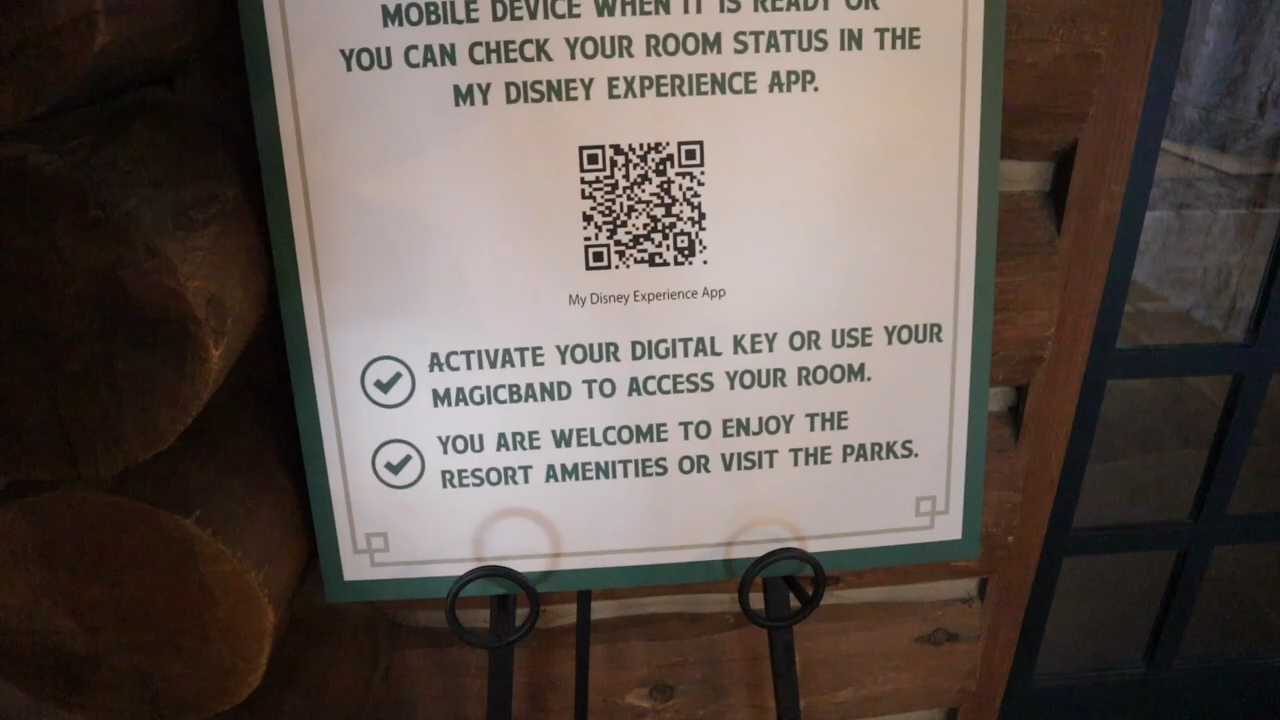 MOBILE DEVICE WHEN IT IS READY OR
YOU CAN CHECK YOUR ROOM STATUS IN THE
MY DISNEY EXPERIENCE APP.
My Disney Experience App
ACTIVATE YOUR DIGITAL KEY OR USE YOUR
MAGICBAND TO ACCESS YOUR ROOM.
YOU ARE WELCOME TO ENJOY THE
RESORT AMENITIES OR VISIT THE PARKS.